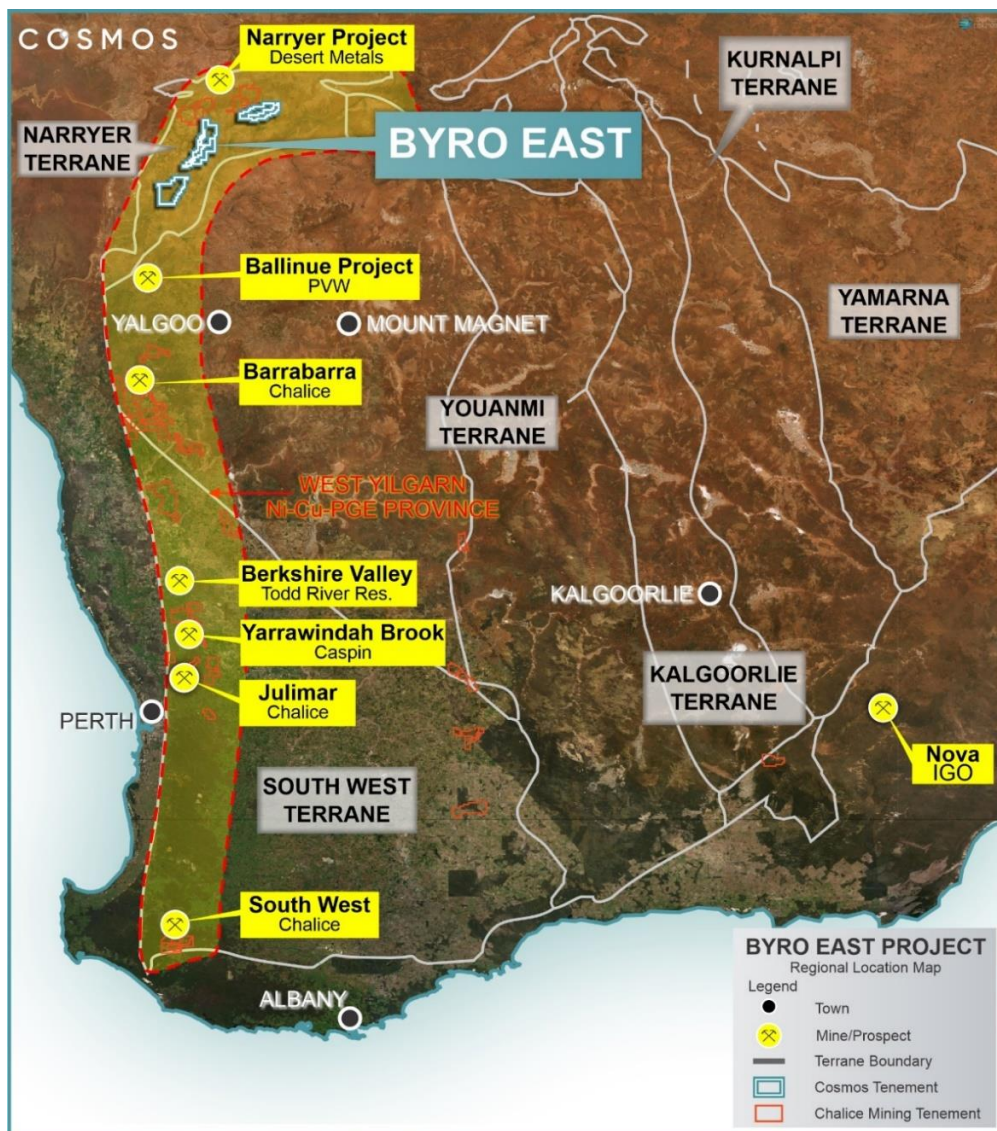 COSMOS
Narryer Project
Desert Metals
KURNALPI
TERRANE
NARRYER
TERRANE
BYRO EAST
Ballinue Project
PVW
YAMARNA
TERRANE
YALGOO
MOUNT MAGNET
Barrabarra
Chalice
YOUANMI
TERRANE
WEST YILGARN
Ni-Cu-PGE PROVINCE
Berkshire Valley
Todd River Res.
KALGOORLIE
Yarrawindah Brook
Caspin
Julimar
Chalice
KALGOORLIE
TERRANE
PERTH
Nova
IGO
SOUTH WEST
TERRANE
South West
Chalice
ALBANY
BYRO EAST PROJECT
Regional Location Map
Legend
Town
Mine/Prospect
Terrane Boundary
Cosmos Tenement
Chalice Mining Tenement